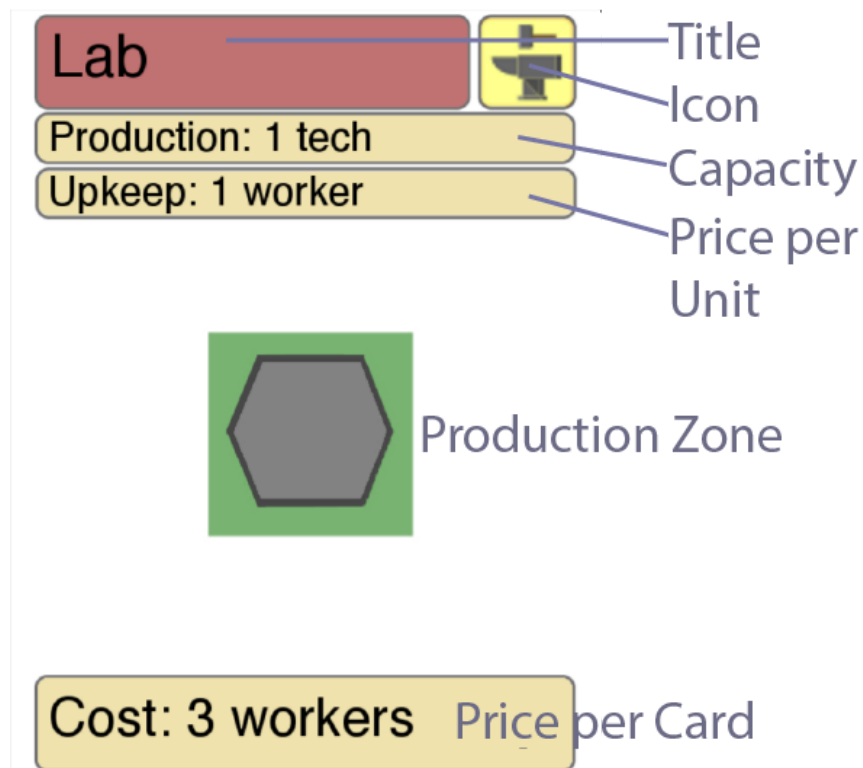 Lab
Title
Icon
Production: 1 tech
Capacity
Upkeep: 1 worker
Price per
Unit
Production Zone
Cost: 3 workers
Price per Card